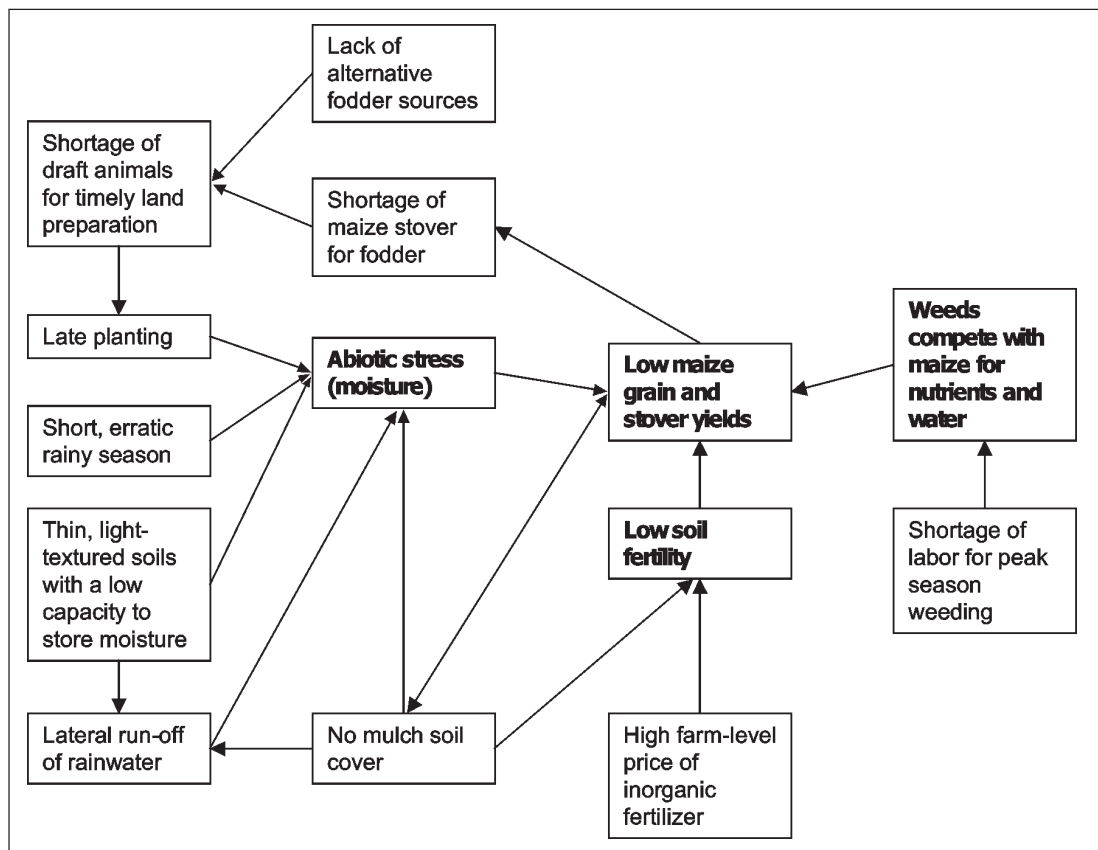 Lack of
alternative
fodder sources
Shortage of
draft animals
for timely land
preparation
Shortage of
maize stover
for fodder
Late planting
Abiotic stress
(moisture)
Low maize
grain and
stover yields
Weeds
compete with
maize for
nutrients and
water
Short, erratic
rainy season
Thin, light-
textured soils
with a low
capacity to
store moisture
Low soil
fertility
Shortage of
labor for peak
season
weeding
Lateral run-off
of rainwater
No mulch soil
cover
High farm-level
price of
inorganic
fertilizer